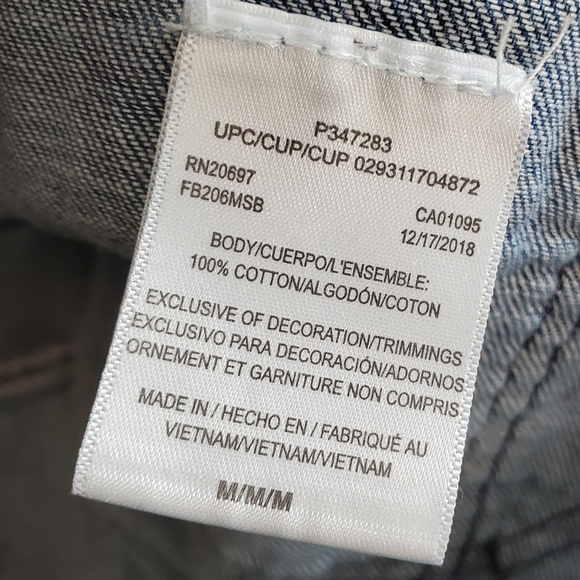 P347283
UPC/CUP/CUP 029311704872
RN20697 CA01095
FB206MSB 12/17/2018
BODY/CUERPO/L'ENSEMBLE:
100% COTTON/ALGODÓN/COTON
EXCLUSIVE OF DECORATION/TRIMMINGS
EXCLUSIVO PARA DECORACIÓN/ADORNOS
ORNEMENT ET GARNITURE NON COMPRIS
MADE IN / HECHO EN / FABRIQUÉ AU
VIETNAM/VIETNAM/VIETNAM
M/M/M